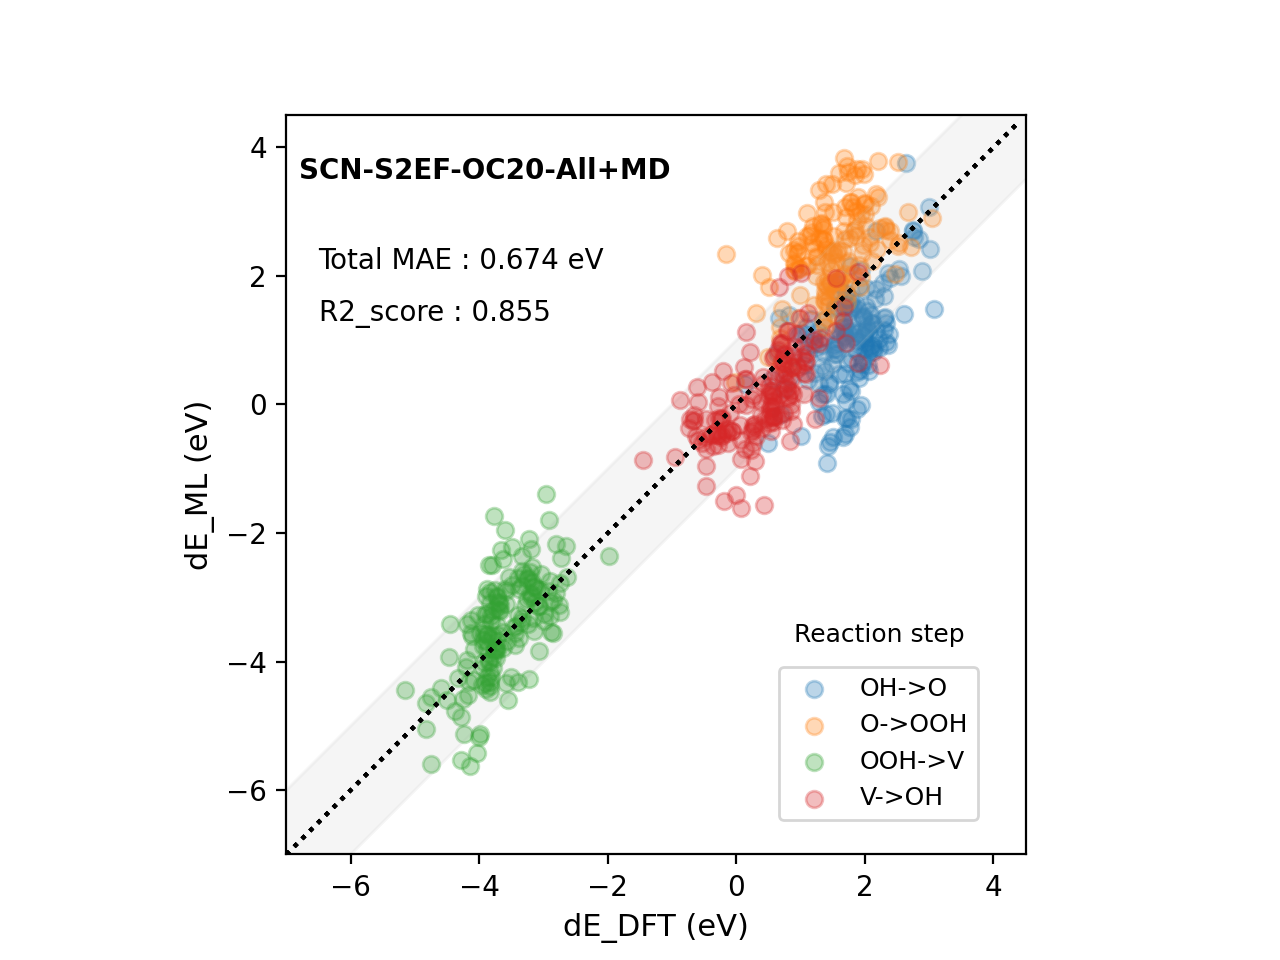 SCN-S2EF-OC20-All+MD
Total MAE : 0.674 eV
R2_score : 0.855
4
2
0
−2
−4
−6
dE_ML (eV)
Reaction step
OH->O
O->OOH
OOH->V
V->OH
−6
−4
−2
0
2
4
dE_DFT (eV)